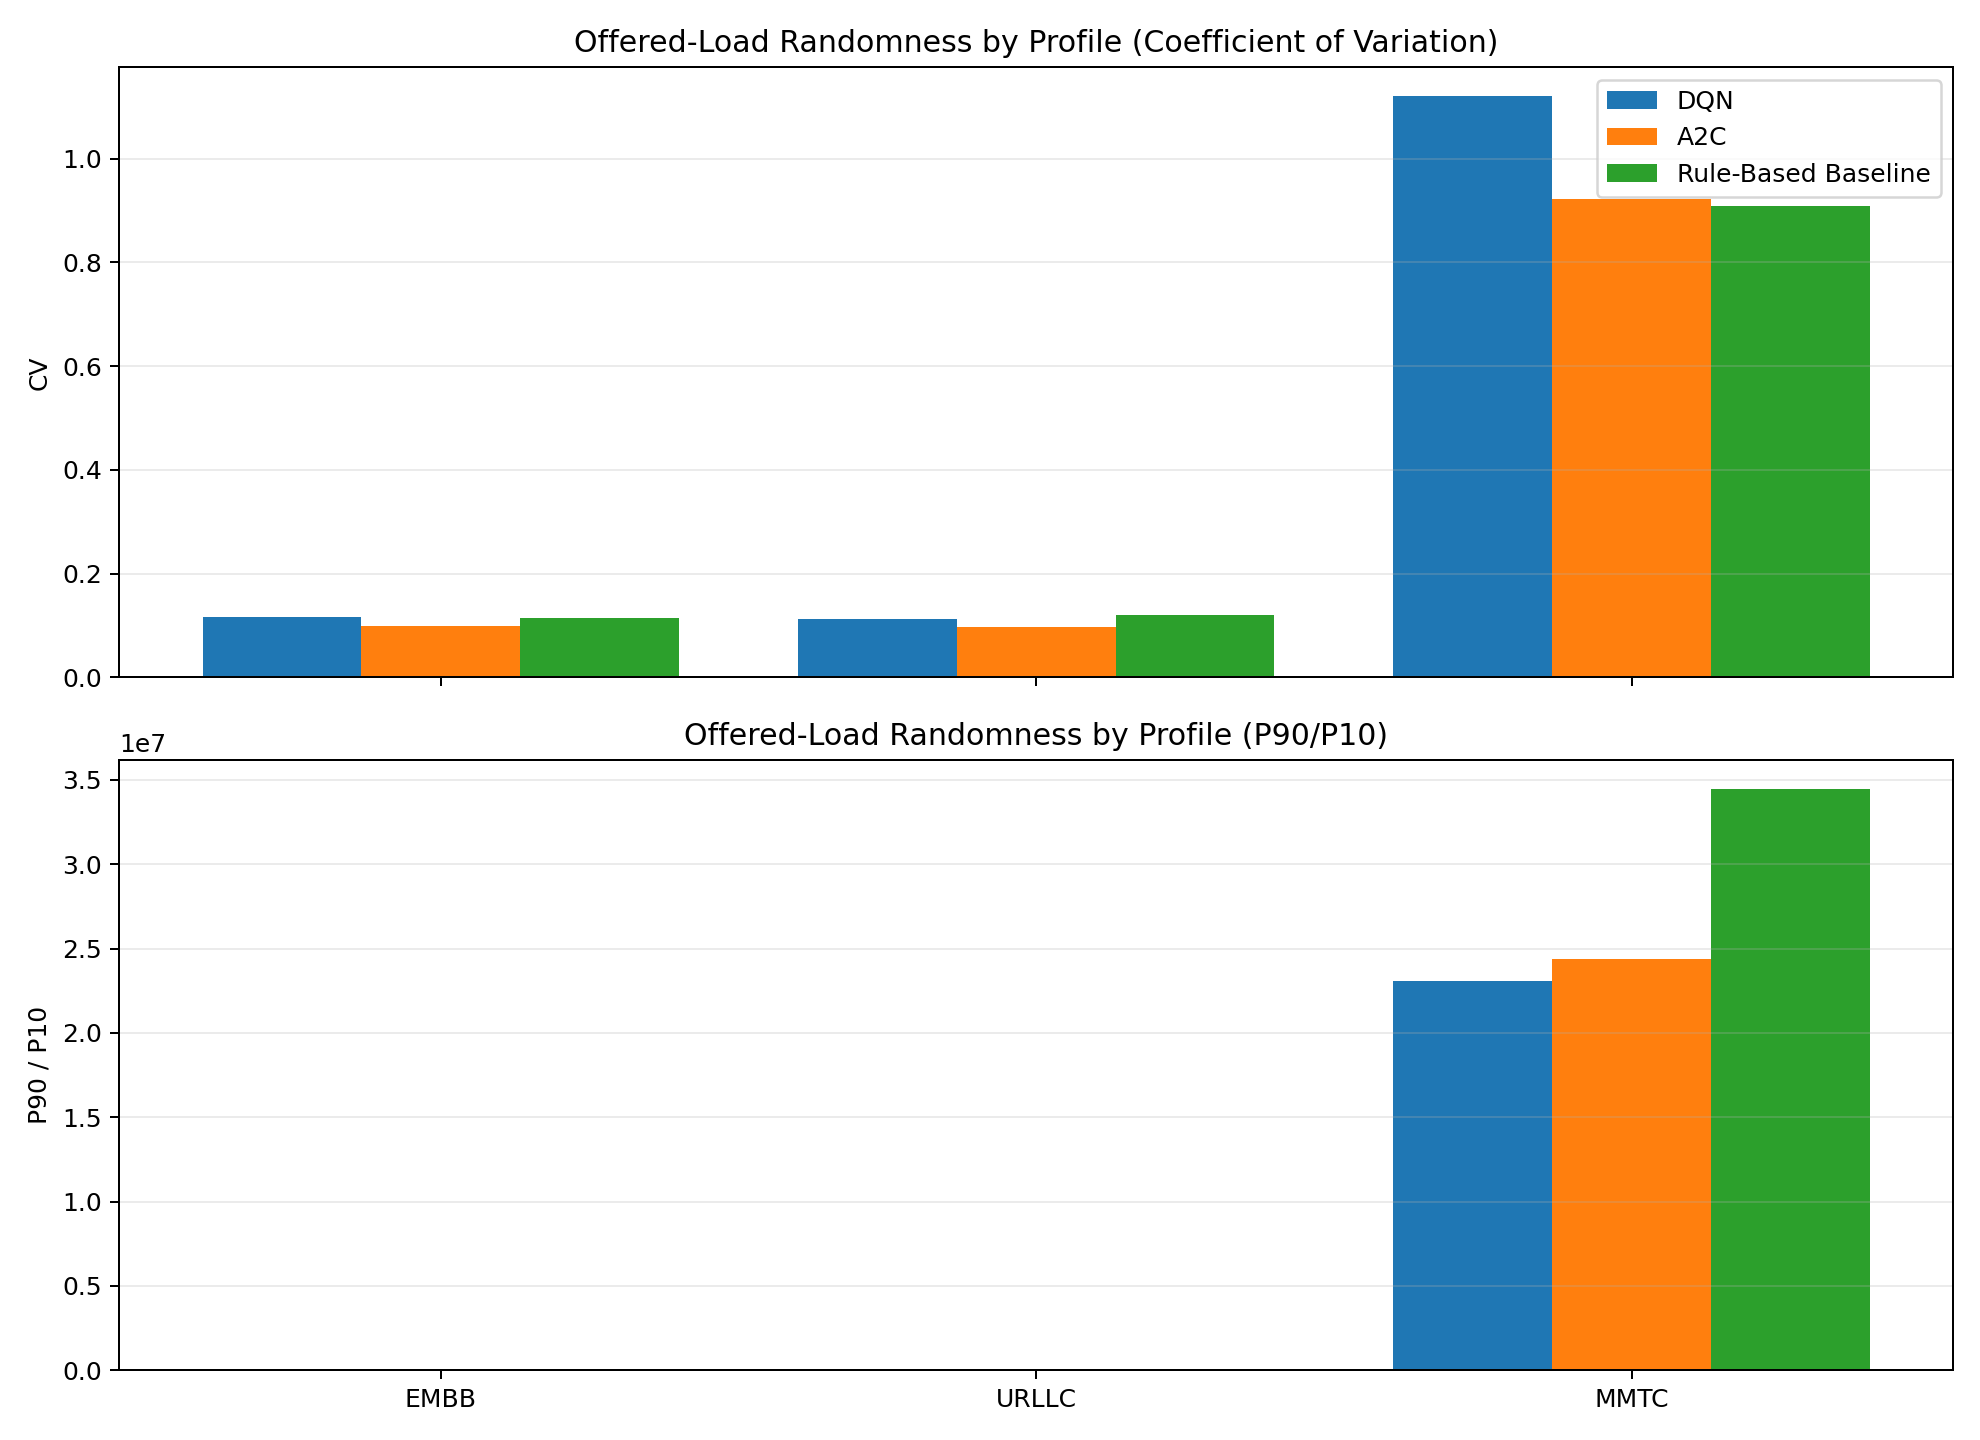 Offered-Load Randomness by Profile (Coefficient of Variation)
DQN
A2C
Rule-Based Baseline
CV
1.0
0.8
0.6
0.4
0.2
0.0
Offered-Load Randomness by Profile (P90/P10)
1e7
P90 / P10
3.5
3.0
2.5
2.0
1.5
1.0
0.5
0.0
EMBB
URLLC
MMTC